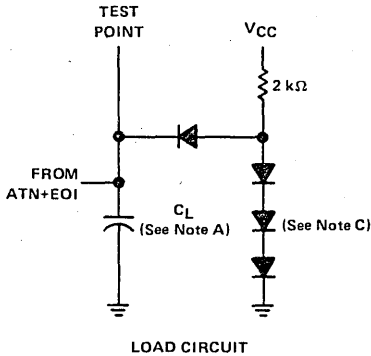 TEST
POINT
VCC
2 kΩ
FROM
ATN+EOI
CL
(See Note A)
(See Note C)
LOAD CIRCUIT